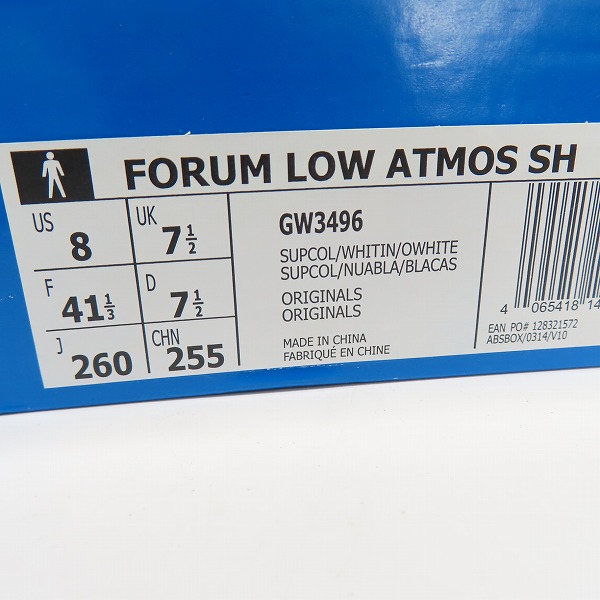 FORUM LOW ATMOS SH
US 8 UK 7 1/2
F 41 1/3 D 7 1/2
J 260 CHN 255
GW3496
SUPCOL/WHITIN/OWHITE
SUPCOL/NUABLA/BLACAS
ORIGINALS
ORIGINALS
MADE IN CHINA
FABRIQUÉ EN CHINE
4 065418 14
EAN PO# 128321572
ABSBOX/0314/V10